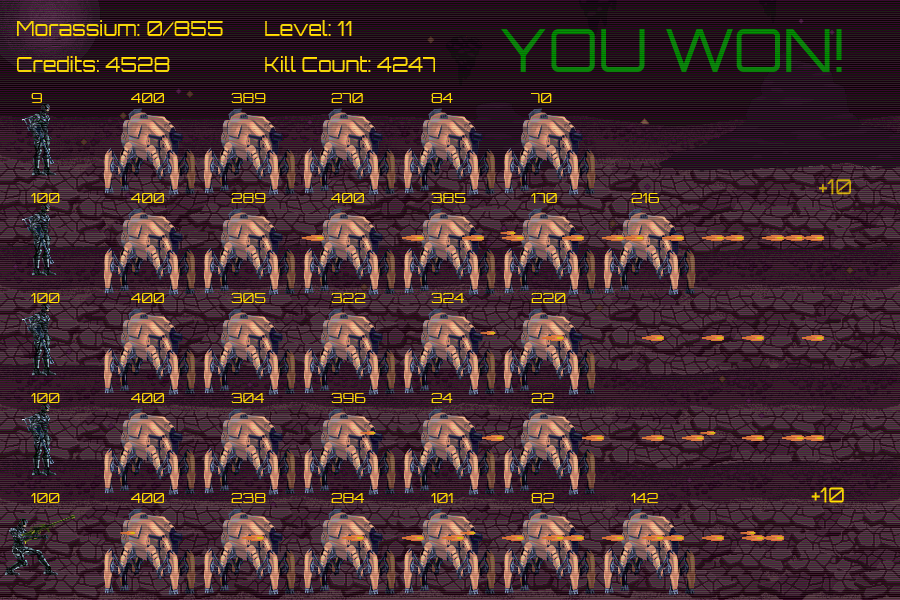 Morassium: 0/855 Level: 11
YOU WON!
Credits: 4528 Kill Count: 4247
9 400 389 270 84 70
+10
100 400 289 400 385 170 216
100 400 305 322 324 220
100 400 304 396 24 22
100 400 238 284 101 82 142
+10